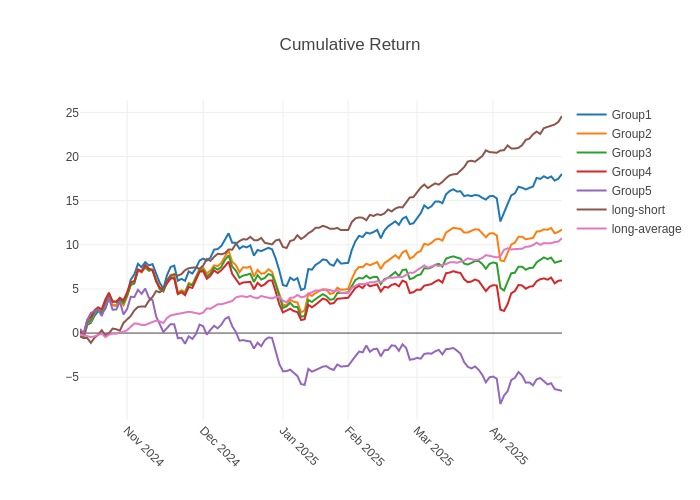 Cumulative Return
25
20
15
10
5
0
−5
Nov 2024
Dec 2024
Jan 2025
Feb 2025
Mar 2025
Apr 2025
Group1
Group2
Group3
Group4
Group5
long-short
long-average